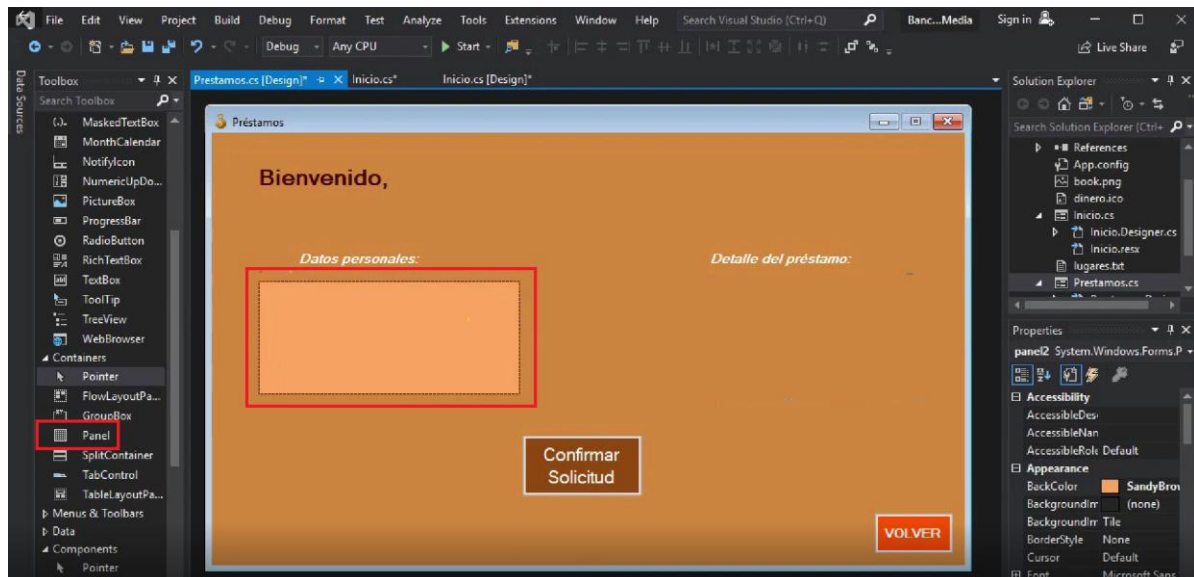 File Edit View Project Build Debug Format Test Analyze Tools Extensions Window Help Search Visual Studio (Ctrl+Q) Banc...Media Sign in
Debug Any CPU Start Live Share
Data Sources
Toolbox
Search Toolbox
MaskedTextBox
MonthCalendar
NotifyIcon
NumericUpDo...
PictureBox
ProgressBar
RadioButton
RichTextBox
TextBox
ToolTip
TreeView
WebBrowser
Containers
Pointer
FlowLayoutPa...
GroupBox
Panel
SplitContainer
TabControl
TableLayoutPa...
Menus & Toolbars
Data
Components
Pointer
Prestamos.cs [Design]* Inicio.cs* Inicio.cs [Design]*
Préstamos
Bienvenido,
Datos personales:
Detalle del préstamo:
Confirmar
Solicitud
VOLVER
Solution Explorer
Search Solution Explorer (Ctrl+
References
App.config
book.png
dinero.ico
Inicio.cs
Inicio.Designer.cs
Inicio.resx
lugares.txt
Prestamos.cs
Properties
panel2 System.Windows.Forms.P
Accessibility
AccessibleDes
AccessibleNan
AccessibleRole Default
Appearance
BackColor SandyBrov
BackgroundIm (none)
BackgroundIm Tile
BorderStyle None
Cursor Default
Font Microsoft Sans